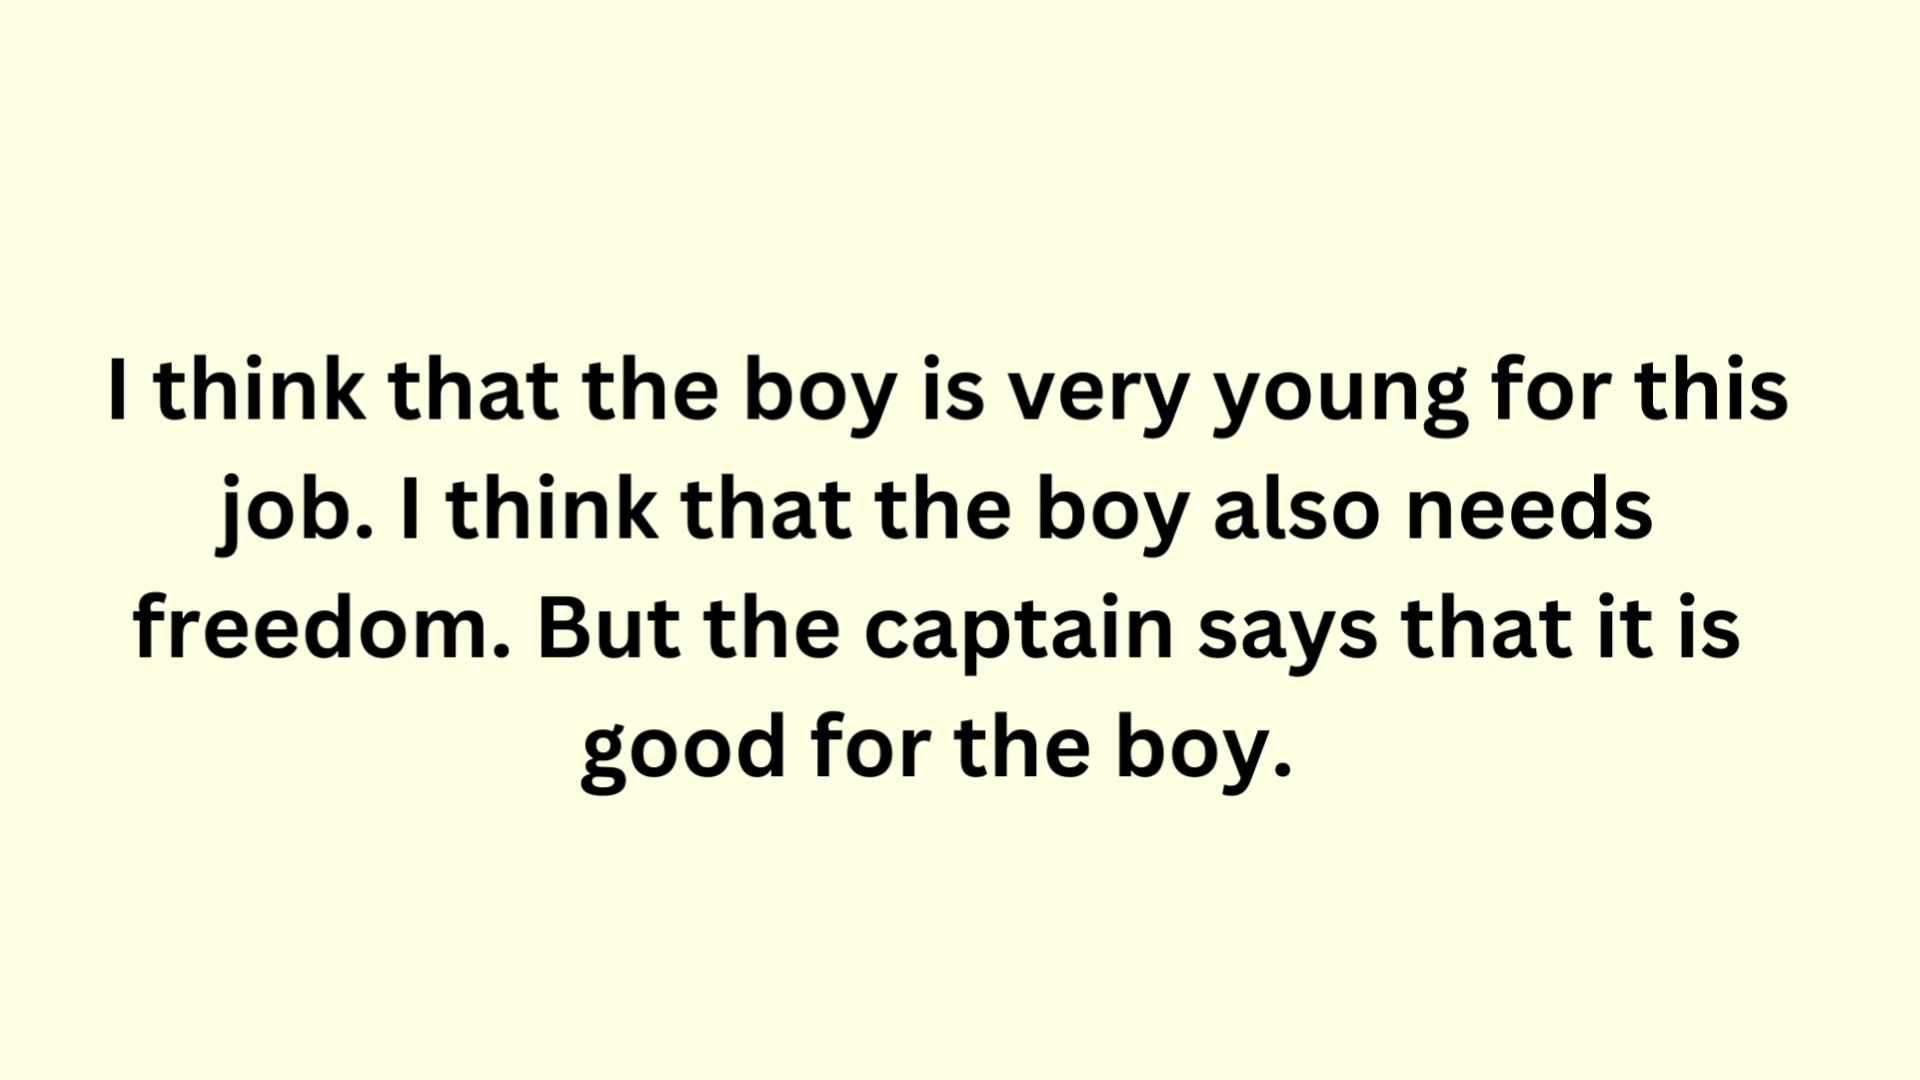 I think that the boy is very young for this
job. I think that the boy also needs
freedom. But the captain says that it is
good for the boy.